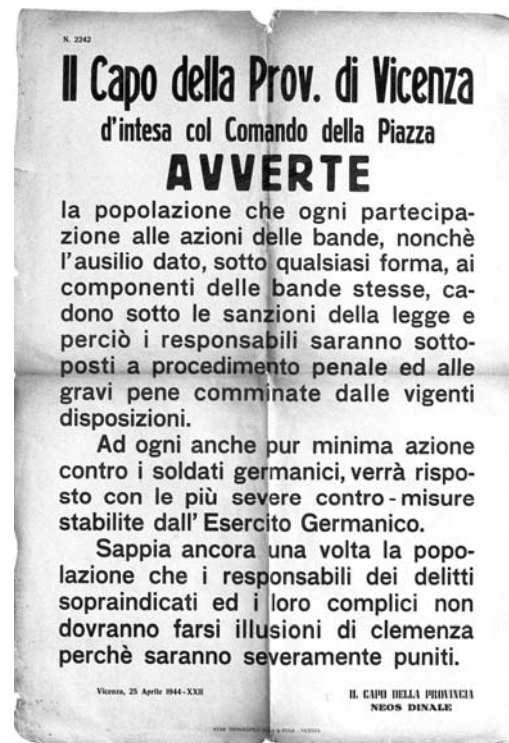 N. 2242
Il Capo della Prov. di Vicenza
d'intesa col Comando della Piazza
AVVERTE
la popolazione che ogni partecipa-
zione alle azioni delle bande, nonchè
l'ausilio dato, sotto qualsiasi forma, ai
componenti delle bande stesse, ca-
dono sotto le sanzioni della legge e
perciò i responsabili saranno sotto-
posti a procedimento penale ed alle
gravi pene comminate dalle vigenti
disposizioni.
Ad ogni anche pur minima azione
contro i soldati germanici, verrà rispo-
sto con le più severe contro-misure
stabilite dall'Esercito Germanico.
Sappia ancora una volta la popo-
lazione che i responsabili dei delitti
sopraindicati ed i loro complici non
dovranno farsi illusioni di clemenza
perchè saranno severamente puniti.
Vicenza, 25 Aprile 1944-XXII
IL CAPO DELLA PROVINCIA
NEOS DINALE
VICENZA